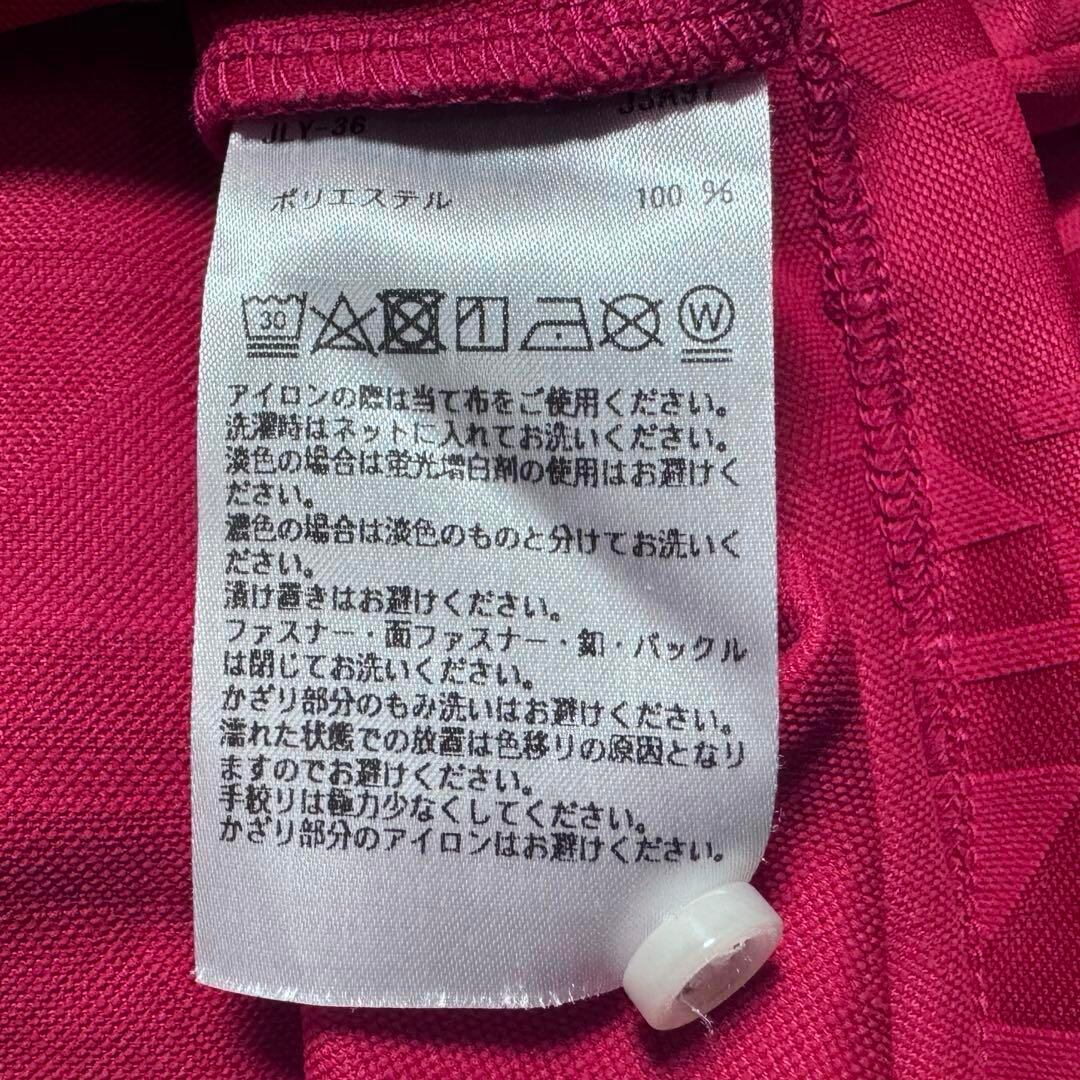 JLY-36
ポリエステル 100 %
30 1 W
アイロンの際は当て布をご使用ください。
洗濯時はネットに入れてお洗いください。
淡色の場合は蛍光増白剤の使用はお避けく
ださい。
濃色の場合は淡色のものと分けてお洗いく
ださい。
漬け置きはお避けください。
ファスナー・面ファスナー・釦・バックル
は閉じてお洗いください。
かざり部分のもみ洗いはお避けください。
濡れた状態での放置は色移りの原因となり
ますのでお避けください。
手絞りは極力少なくしてください。
かざり部分のアイロンはお避けください。